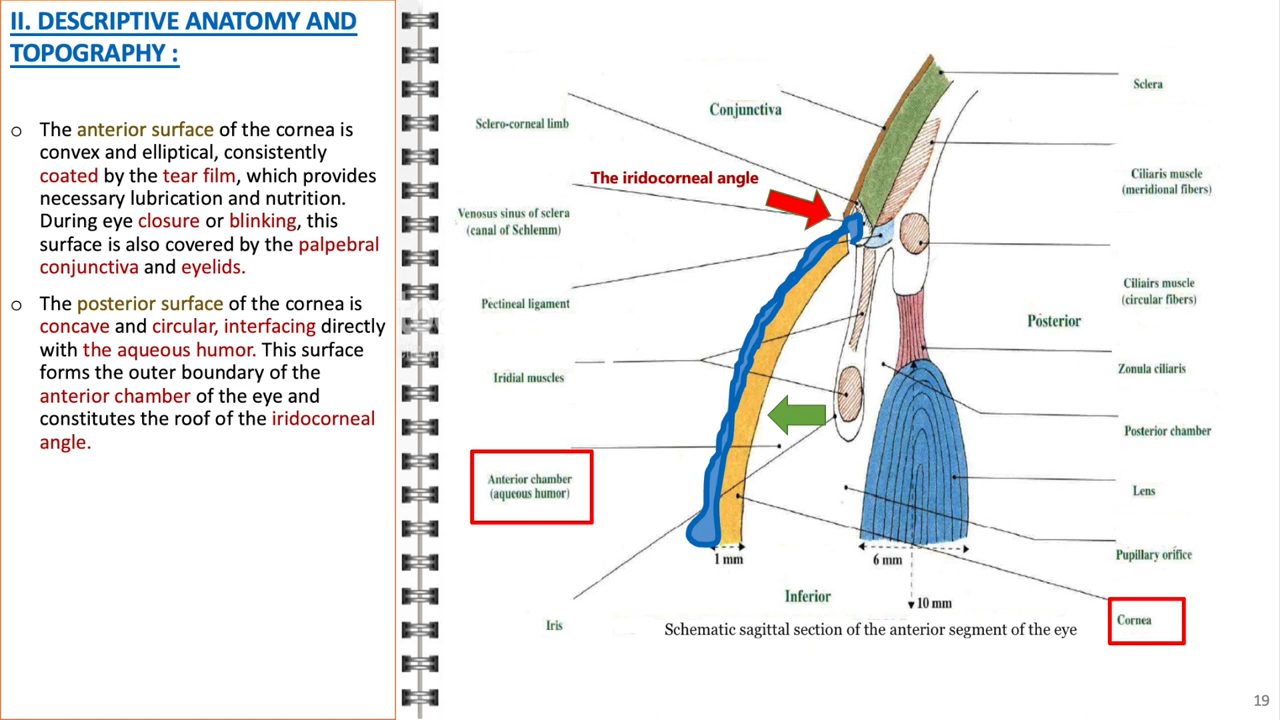 II. DESCRIPTIVE ANATOMY AND
TOPOGRAPHY :
o The anterior surface of the cornea is
convex and elliptical, consistently
coated by the tear film, which provides
necessary lubrication and nutrition.
During eye closure or blinking, this
surface is also covered by the palpebral
conjunctiva and eyelids.
o The posterior surface of the cornea is
concave and circular, interfacing directly
with the aqueous humor. This surface
forms the outer boundary of the
anterior chamber of the eye and
constitutes the roof of the iridocorneal
angle.
Conjunctiva
Sclero-corneal limb
The iridocorneal angle
Venosus sinus of sclera
(canal of Schlemm)
Pectineal ligament
Iridial muscles
Anterior chamber
(aqueous humor)
Iris
Sclera
Ciliaris muscle
(meridional fibers)
Ciliairs muscle
(circular fibers)
Posterior
Zonula ciliaris
Posterior chamber
Lens
Pupillary orifice
Cornea
1 mm
6 mm
10 mm
Inferior
Schematic sagittal section of the anterior segment of the eye
19